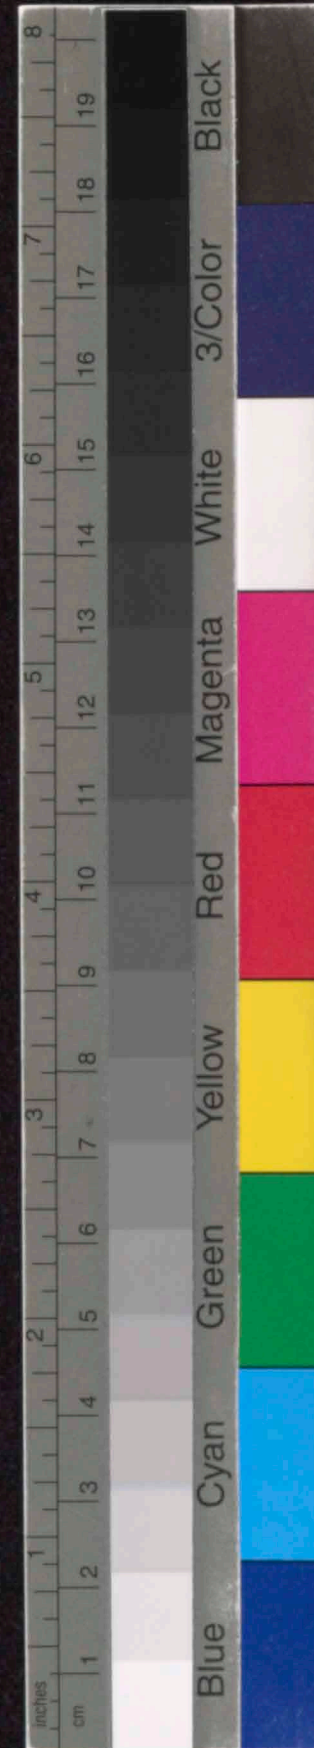 inches 1 2 3 4 5 6 7 8
cm 1 2 3 4 5 6 7 8 9 10 11 12 13 14 15 16 17 18 19
Blue Cyan Green Yellow Red Magenta White 3/Color Black